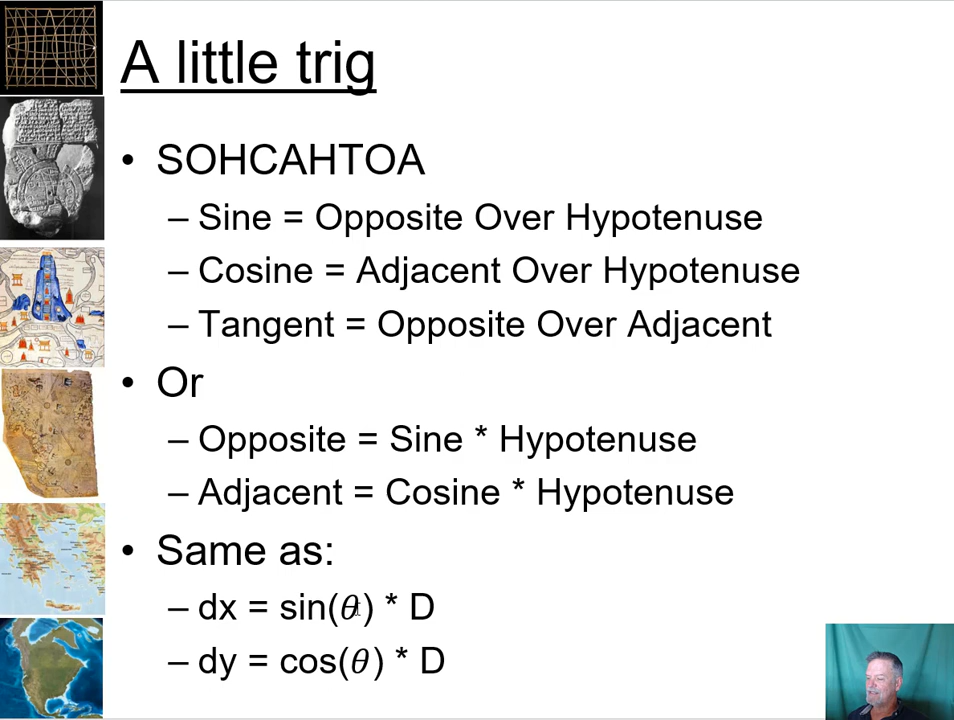 A little trig
• SOHCAHTOA
– Sine = Opposite Over Hypotenuse
– Cosine = Adjacent Over Hypotenuse
– Tangent = Opposite Over Adjacent
• Or
– Opposite = Sine * Hypotenuse
– Adjacent = Cosine * Hypotenuse
• Same as:
– dx = sin(θ) * D
– dy = cos(θ) * D